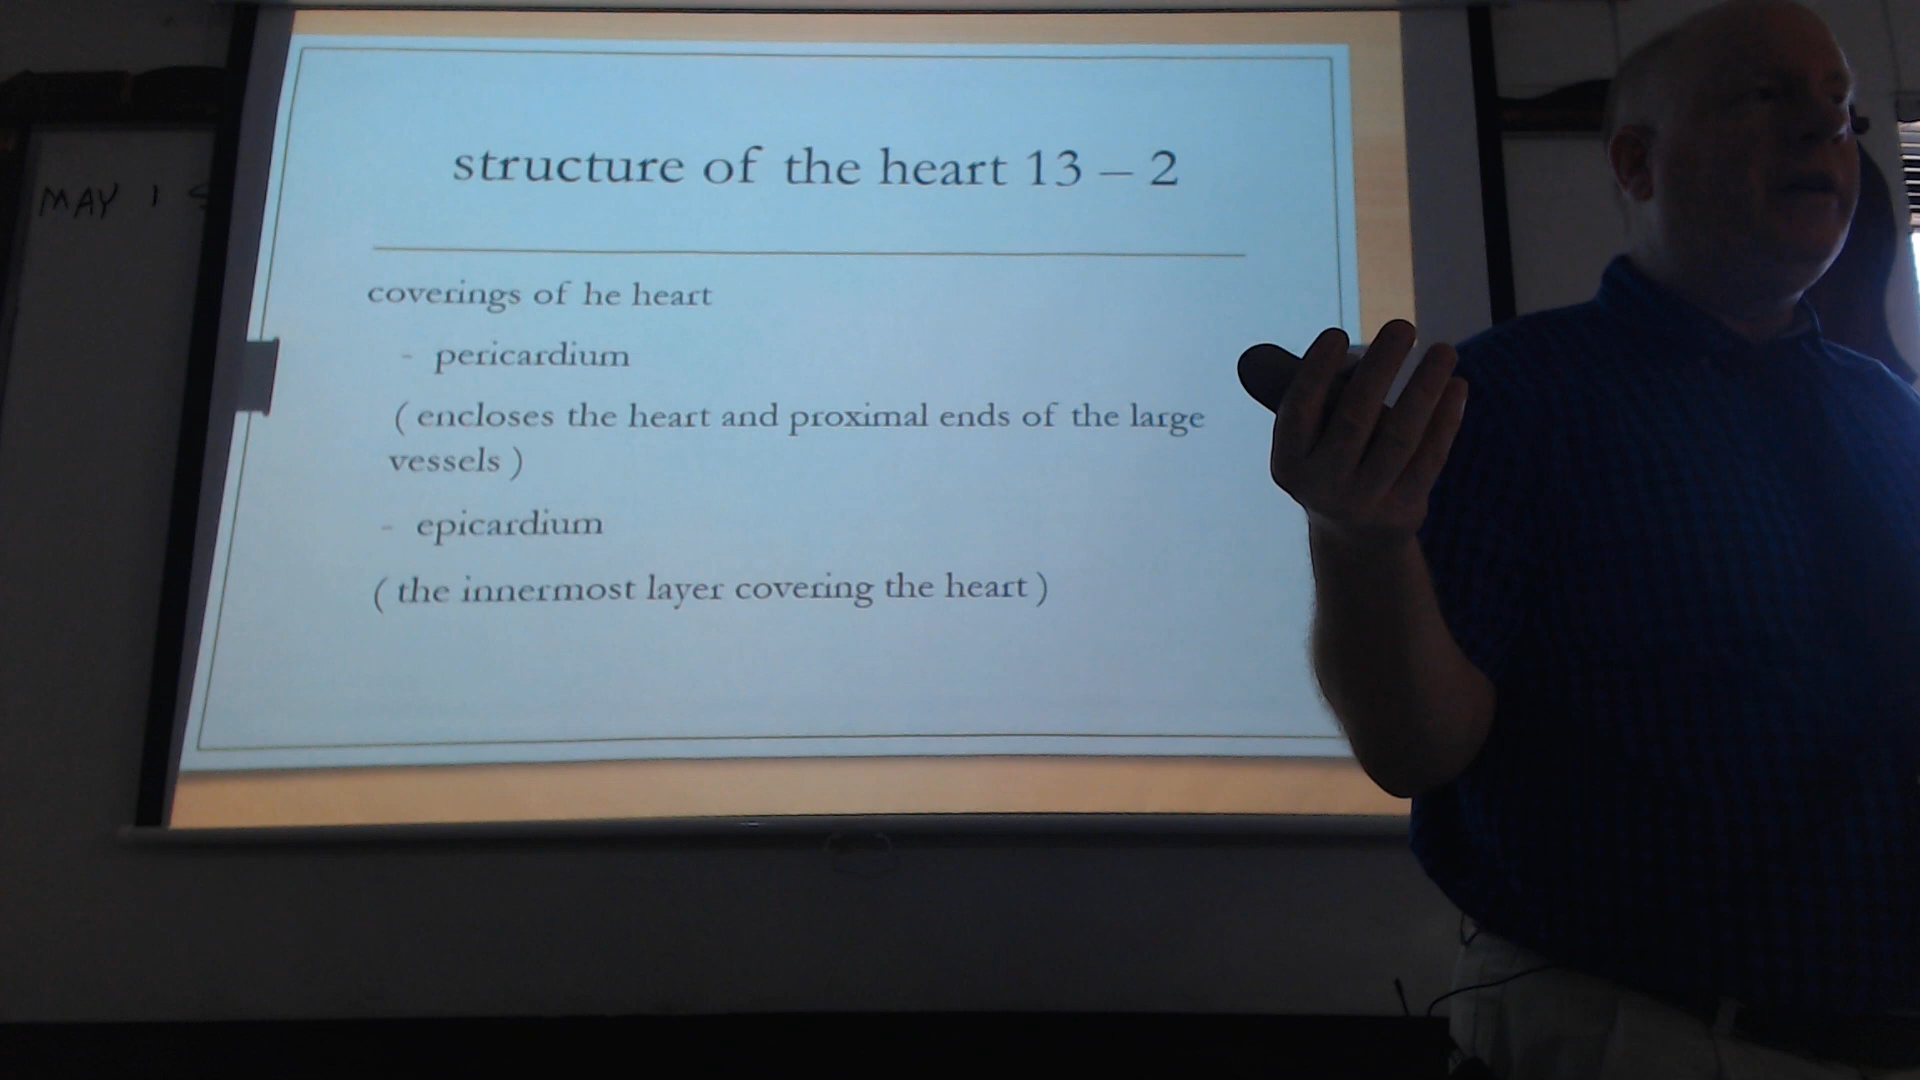 MAY 1
structure of the heart 13 – 2
coverings of he heart
- pericardium
( encloses the heart and proximal ends of the large
vessels )
- epicardium
( the innermost layer covering the heart )